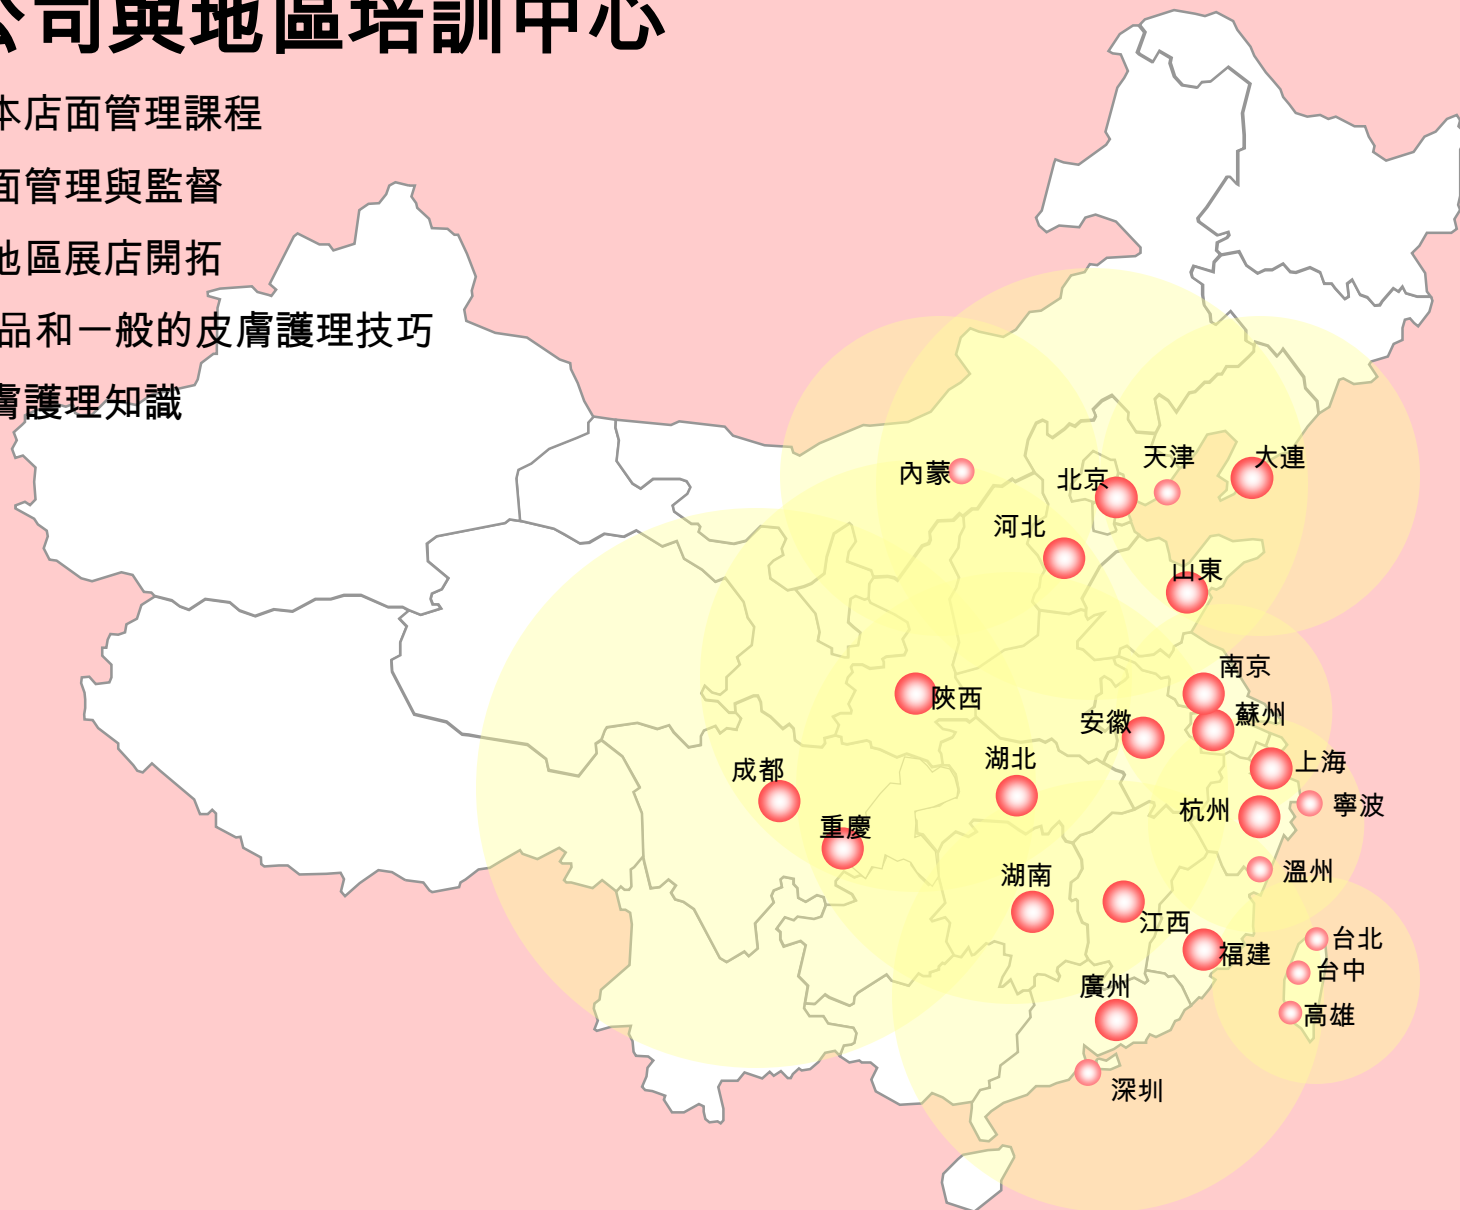 公司與地區培訓中心
本店面管理課程
面管理與監督
地區展店開拓
品和一般的皮膚護理技巧
膚護理知識
內蒙
北京
天津
大連
河北
山東
南京
陝西
蘇州
安徽
湖北
上海
成都
杭州
寧波
重慶
湖南
溫州
江西
福建
台北
台中
廣州
高雄
深圳